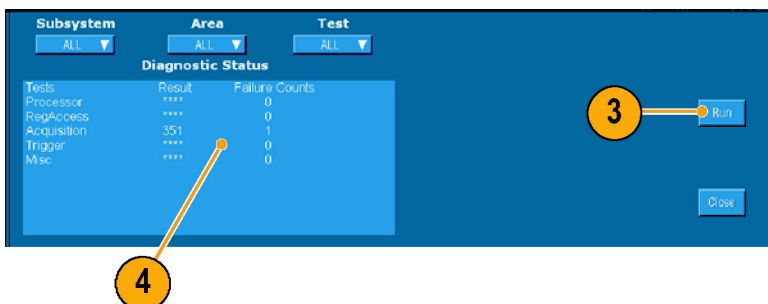 Subsystem Area Test
ALL ALL ALL
Diagnostic Status
Tests Result Failure Counts
Processor **** 0
RegAccess **** 0
Acquisition 351 1
Trigger **** 0
Misc **** 0
3
Run
Close
4